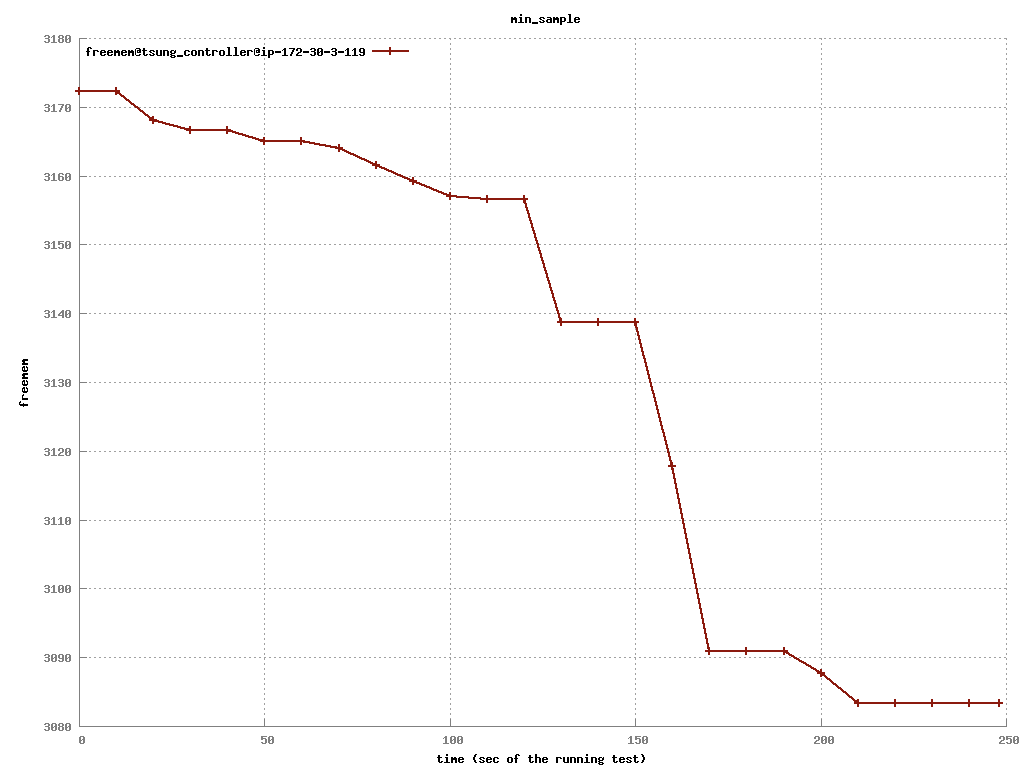 min_sample
freemem@tsung_controller@ip-172-30-3-119
3180
3170
3160
3150
3140
3130
3120
3110
3100
3090
3080
freemem
0 50 100 150 200 250
time (sec of the running test)